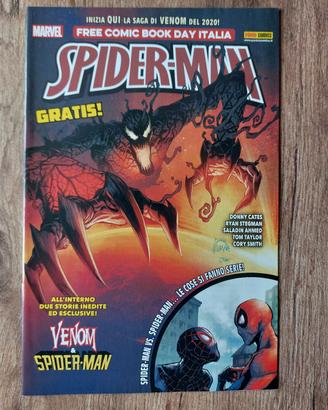 INIZIA QUI LA SAGA DI VENOM DEL 2020!
MARVEL
FREE COMIC BOOK DAY ITALIA
PANINI COMICS
SPIDER-MAN
GRATIS!
DONNY CATES
RYAN STEGMAN
SALADIN AHMED
TOM TAYLOR
CORY SMITH
ALL'INTERNO
DUE STORIE INEDITE
ED ESCLUSIVE!
VENOM
&
SPIDER-MAN
SPIDER-MAN VS. SPIDER-MAN... LE COSE SI FANNO SERIE!